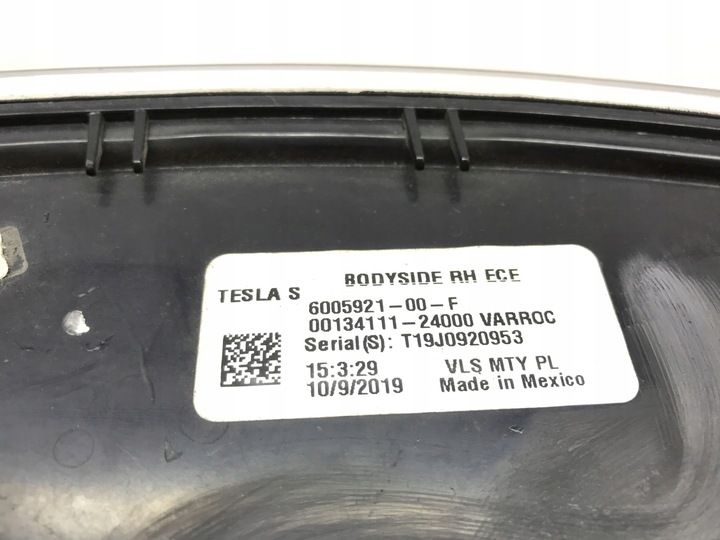 BODYSIDE RH ECE
TESLA S
6005921-00-F
00134111-24000 VARROC
Serial(S): T19J0920953
15:3:29 VLS MTY PL
10/9/2019 Made in Mexico